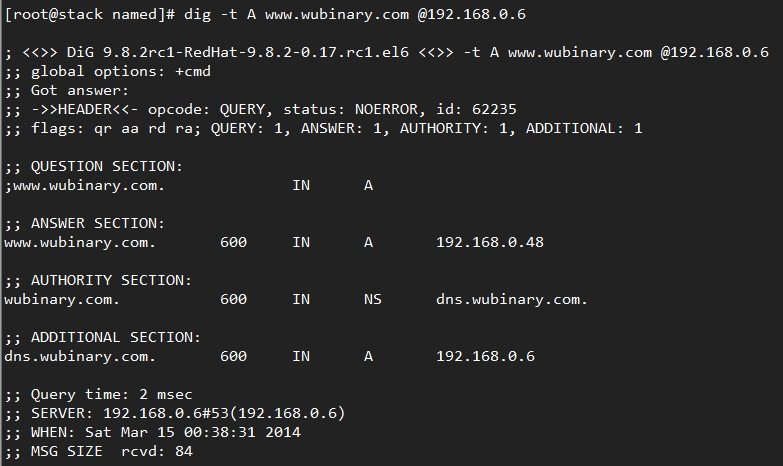 [root@stack named]# dig -t A www.wubinary.com @192.168.0.6
; <<>> DiG 9.8.2rc1-RedHat-9.8.2-0.17.rc1.el6 <<>> -t A www.wubinary.com @192.168.0.6
;; global options: +cmd
;; Got answer:
;; ->>HEADER<<- opcode: QUERY, status: NOERROR, id: 62235
;; flags: qr aa rd ra; QUERY: 1, ANSWER: 1, AUTHORITY: 1, ADDITIONAL: 1
;; QUESTION SECTION:
;www.wubinary.com. IN A
;; ANSWER SECTION:
www.wubinary.com. 600 IN A 192.168.0.48
;; AUTHORITY SECTION:
wubinary.com. 600 IN NS dns.wubinary.com.
;; ADDITIONAL SECTION:
dns.wubinary.com. 600 IN A 192.168.0.6
;; Query time: 2 msec
;; SERVER: 192.168.0.6#53(192.168.0.6)
;; WHEN: Sat Mar 15 00:38:31 2014
;; MSG SIZE rcvd: 84